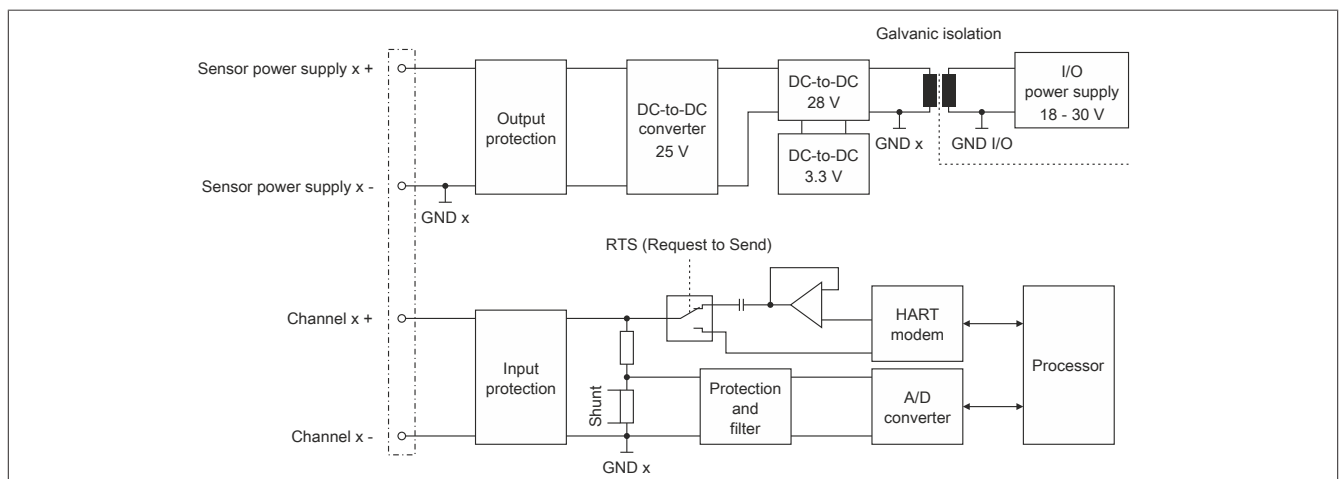 Galvanic isolation
Sensor power supply x +
Output
protection
DC-to-DC
converter
25 V
DC-to-DC
28 V
DC-to-DC
3.3 V
GND x
GND I/O
I/O
power supply
18 - 30 V
Sensor power supply x -
GND x
RTS (Request to Send)
Channel x +
Input
protection
Shunt
HART
modem
Processor
Protection
and
filter
A/D
converter
Channel x -
GND x